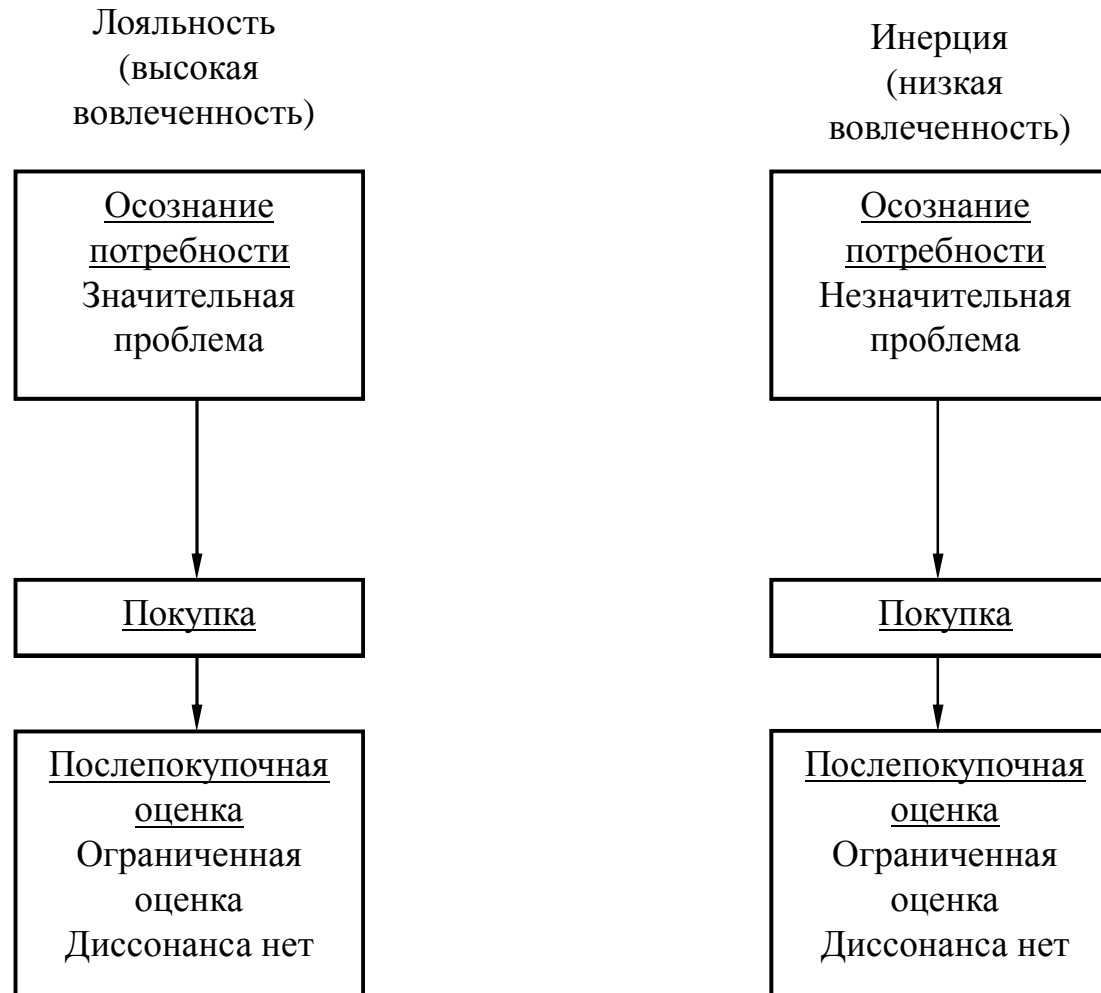 Лояльность
(высокая
вовлеченность)
Осознание
потребности
Значительная
проблема
Покупка
Послепокупочная
оценка
Ограниченная
оценка
Диссонанса нет
Инерция
(низкая
вовлеченность)
Осознание
потребности
Незначительная
проблема
Покупка
Послепокупочная
оценка
Ограниченная
оценка
Диссонанса нет